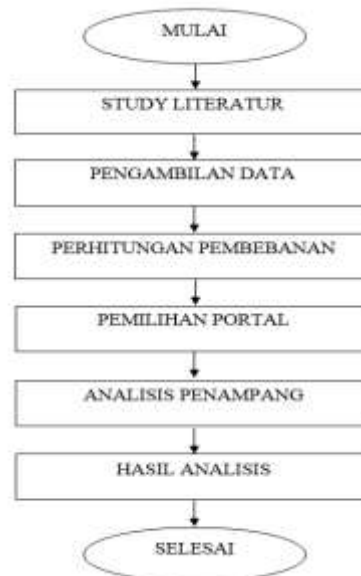 MULAI
STUDY LITERATUR
PENGAMBILAN DATA
PERHITUNGAN PEMBEBANAN
PEMILIHAN PORTAL
ANALISIS PENAMPANG
HASIL ANALISIS
SELESAI